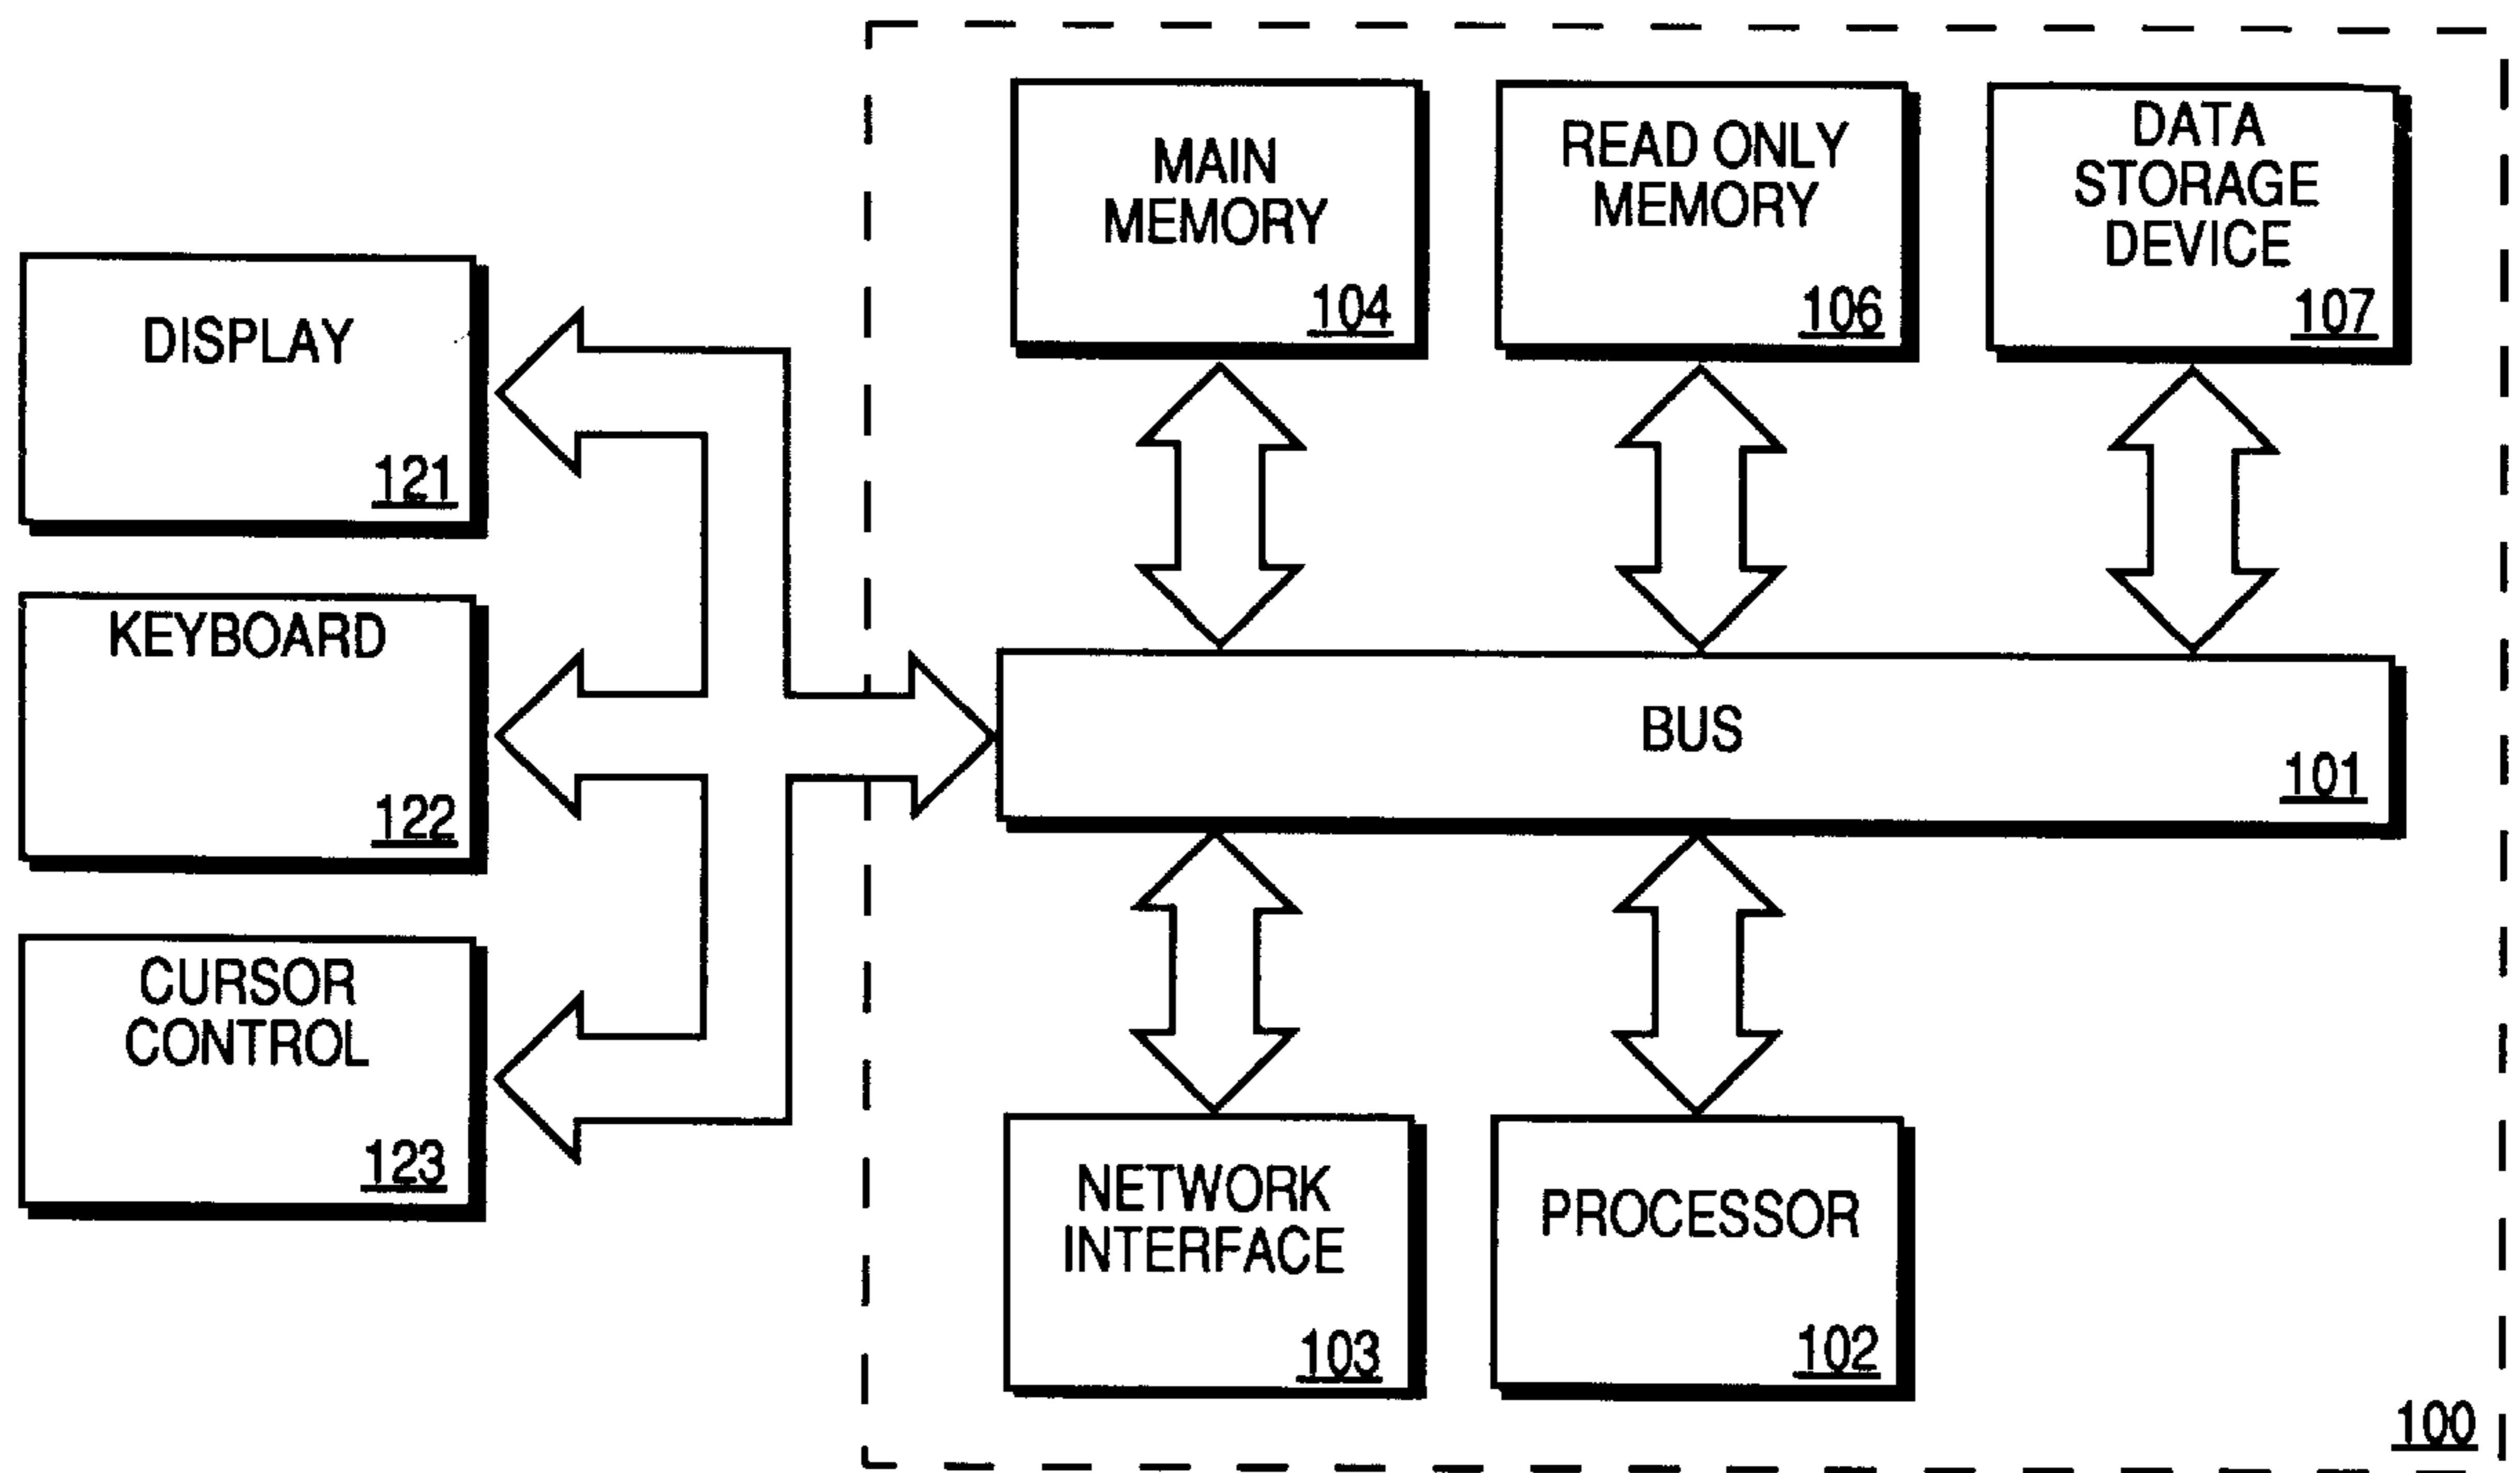 MAIN
MEMORY
104
READ ONLY
MEMORY
106
DATA
STORAGE
DEVICE
107
DISPLAY
121
KEYBOARD
122
CURSOR
CONTROL
123
BUS
101
NETWORK
INTERFACE
103
PROCESSOR
102
100